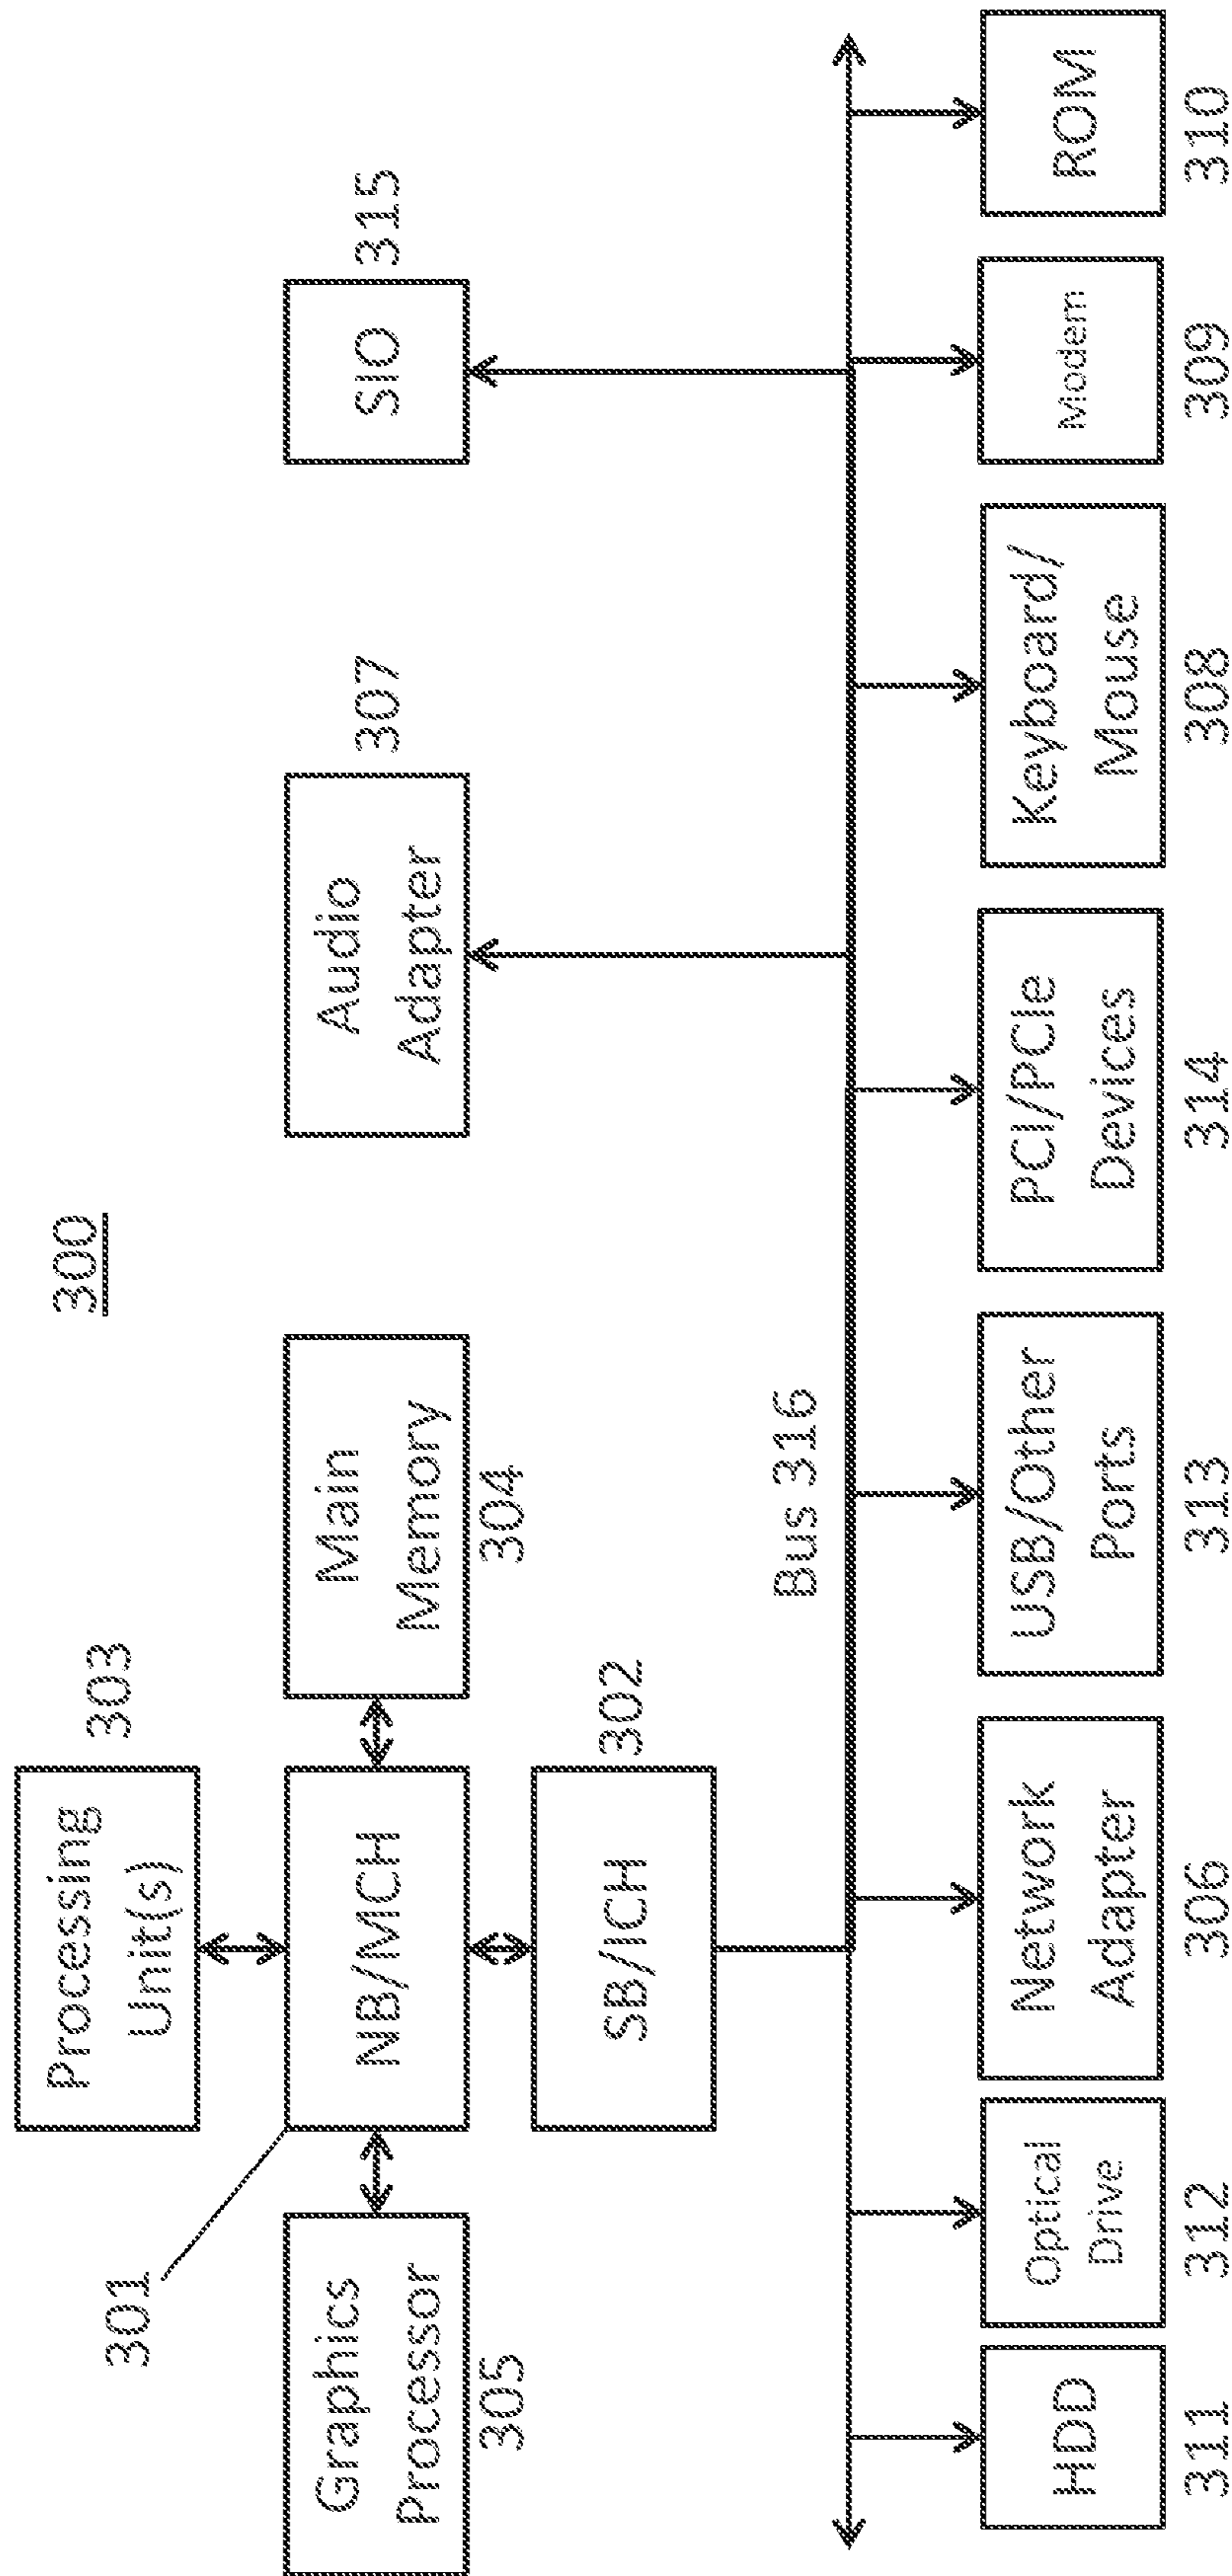 300
303
Processing
Unit(s)
301
Graphics
Processor
305
NB/MCH
Main
Memory
304
Audio
Adapter
307
SIO
315
SB/ICH
302
Bus 316
HDD
311
Optical
Drive
312
Network
Adapter
306
USB/Other
Ports
313
PCI/PCIe
Devices
314
Keyboard/
Mouse
308
Modem
309
ROM
310